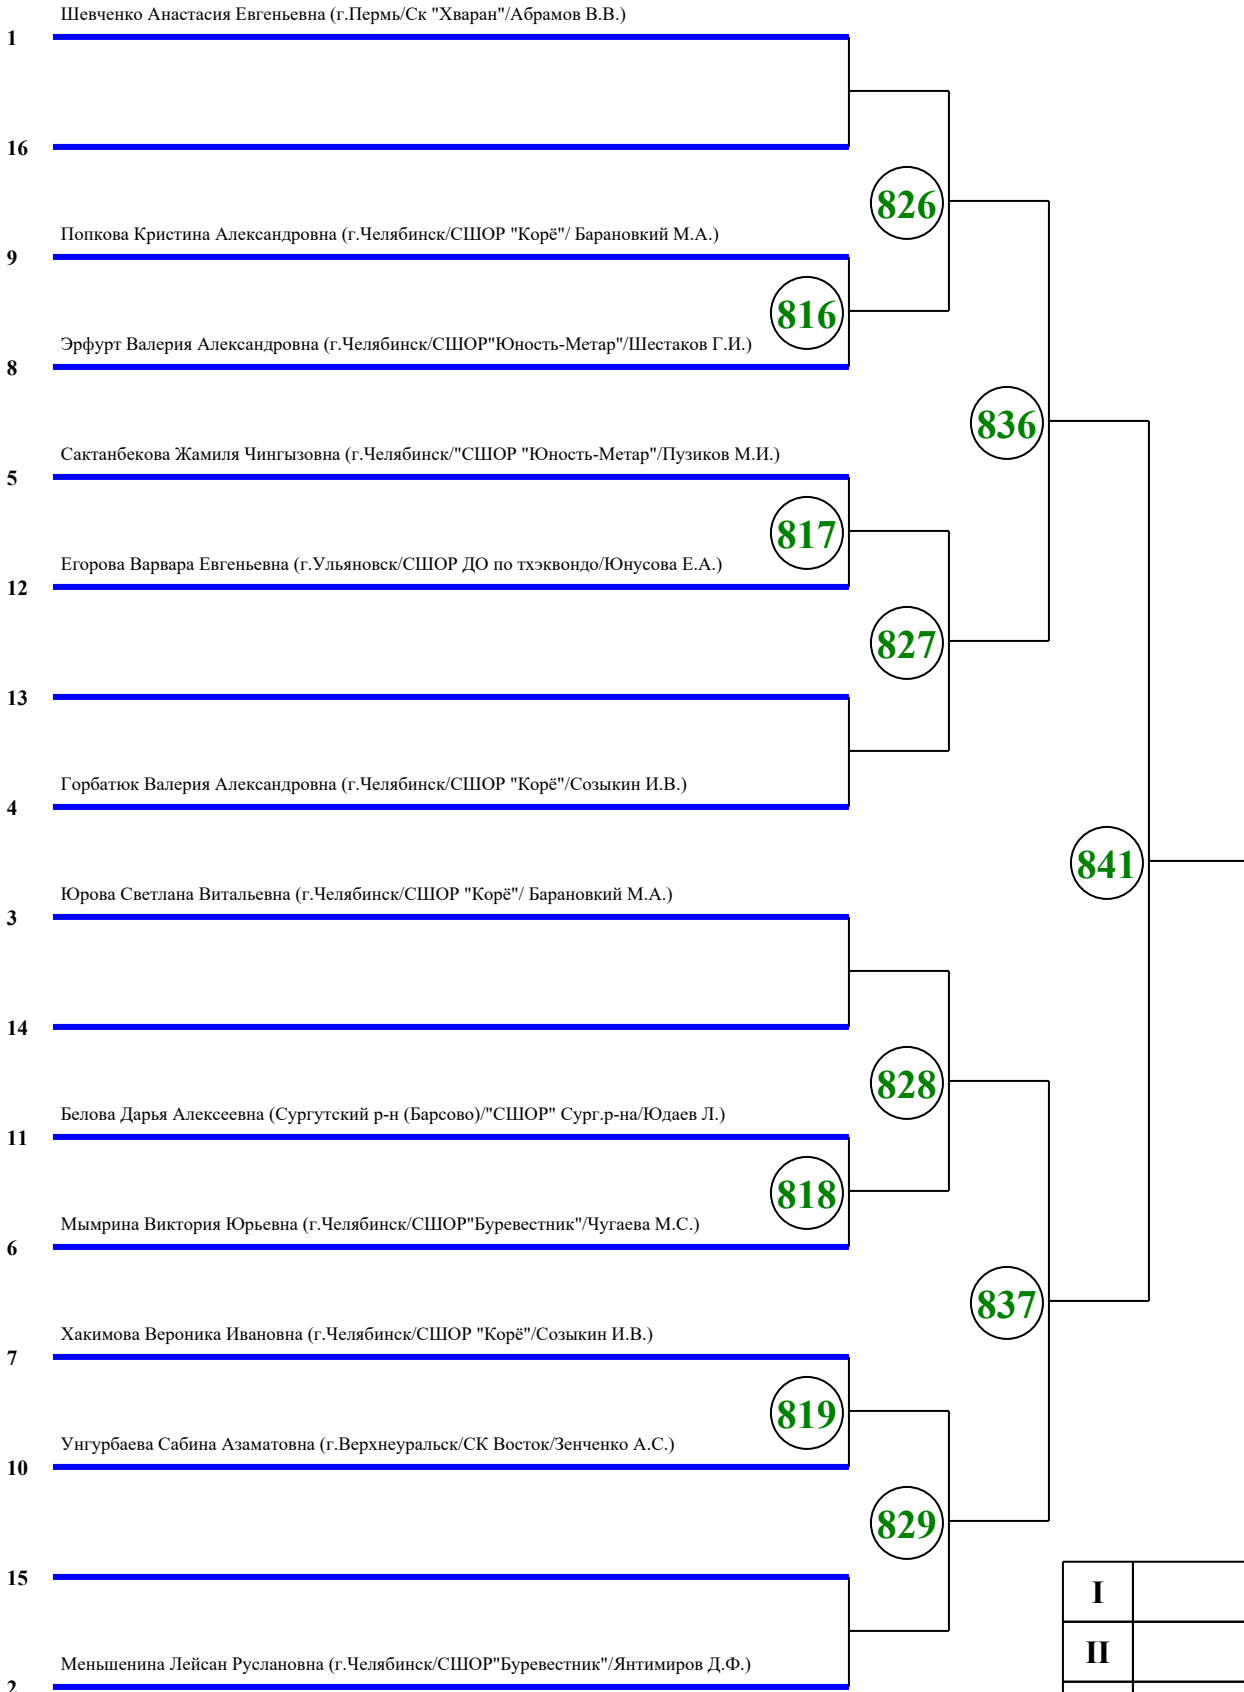 Шевченко Анастасия Евгеньевна (г.Пермь/Ск "Хваран"/Абрамов В.В.)
1
16
826
Попкова Кристина Александровна (г.Челябинск/СШОР "Корё"/ Барановкий М.А.)
9
816
Эрфурт Валерия Александровна (г.Челябинск/СШОР"Юность-Метар"/Шестаков Г.И.)
8
836
Сактанбекова Жамиля Чингызовна (г.Челябинск/"СШОР "Юность-Метар"/Пузиков М.И.)
5
817
Егорова Варвара Евгеньевна (г.Ульяновск/СШОР ДО по тхэквондо/Юнусова Е.А.)
12
827
13
Горбатюк Валерия Александровна (г.Челябинск/СШОР "Корё"/Созыкин И.В.)
4
841
Юрова Светлана Витальевна (г.Челябинск/СШОР "Корё"/ Барановкий М.А.)
3
14
828
Белова Дарья Алексеевна (Сургутский р-н (Барсово)/"СШОР" Сург.р-на/Юдаев Л.)
11
818
Мымрина Виктория Юрьевна (г.Челябинск/СШОР"Буревестник"/Чугаева М.С.)
6
837
Хакимова Вероника Ивановна (г.Челябинск/СШОР "Корё"/Созыкин И.В.)
7
819
Унгурбаева Сабина Азаматовна (г.Верхнеуральск/СК Восток/Зенченко А.С.)
10
829
15
I
II
Меньшенина Лейсан Руслановна (г.Челябинск/СШОР"Буревестник"/Янтимиров Д.Ф.)
2